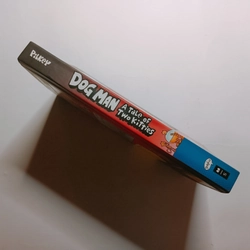 PILKEY
DOG MAN
A TALE OF
TWO KITTIES